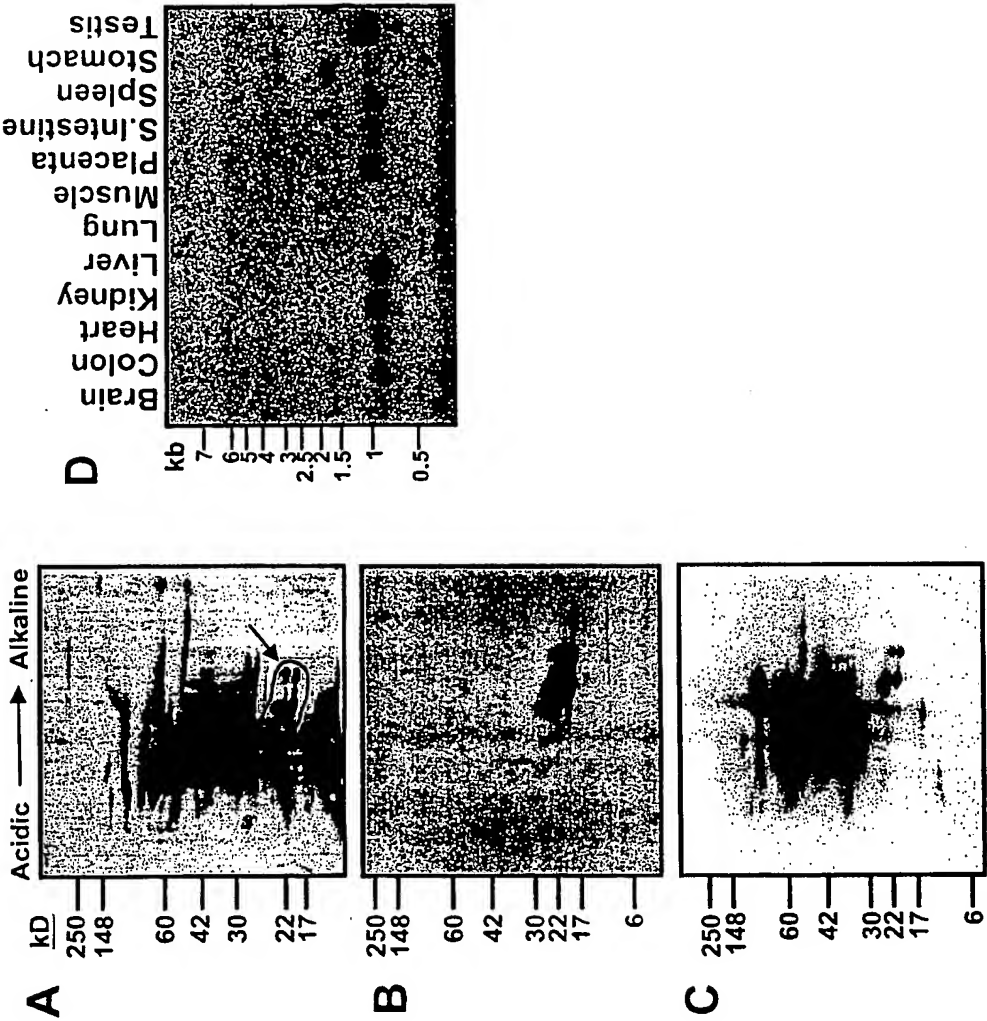 A
kD
Acidic Alkaline
250
148
60
42
30
22
17
B
250
148
60
42
30
22
17
6
C
250
148
60
42
30
22
17
6
D
Brain
Colon
Heart
Kidney
Liver
Lung
Muscle
Placenta
S.Intestine
Spleen
Stomach
Testis
kb
7
6
5
4
3
2.5
2
1.5
1
0.5